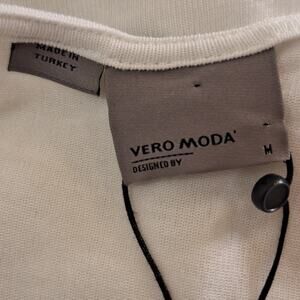 MADE IN
TURKEY
VERO MODA'
DESIGNED BY
M